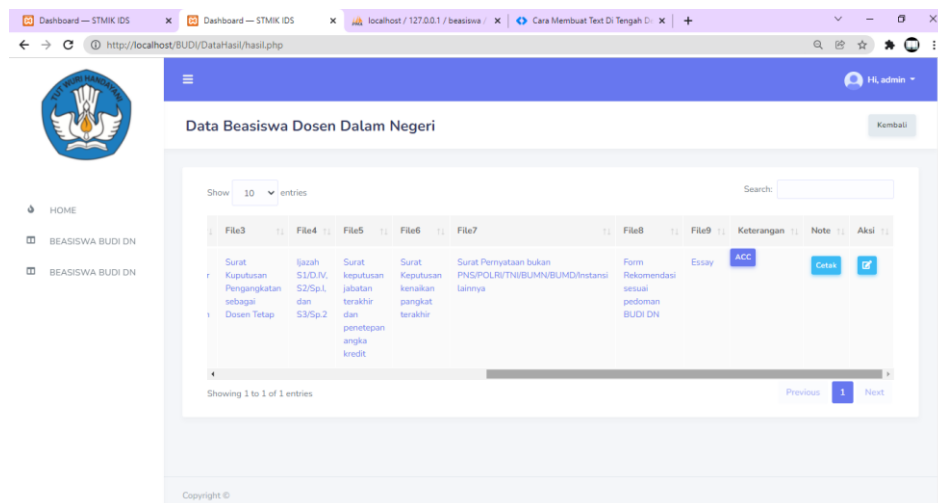 Dashboard — STMIK IDS
Dashboard — STMIK IDS
localhost / 127.0.0.1 / beasiswa /
Cara Membuat Text Di Tengah D
http://localhost/BUDI/DataHasil/hasil.php
TUT WURI HANDAYANI
Hi, admin
Data Beasiswa Dosen Dalam Negeri
Kembali
HOME
BEASISWA BUDI DN
BEASISWA BUDI DN
Show 10 entries
Search:
File3 File4 File5 File6 File7 File8 File9 Keterangan Note Aksi
Surat
Kuputusan
Pengangkatan
sebagai
Dosen Tetap
Ijazah
S1/D.IV,
S2/Sp.I,
dan
S3/Sp.2
Surat
keputusan
jabatan
terakhir
dan
penetepan
angka
kredit
Surat
Keputusan
kenaikan
pangkat
terakhir
Surat Pernyataan bukan
PNS/POLRI/TNI/BUMN/BUMD/Instansi
lainnya
Form
Rekomendasi
sesuai
pedoman
BUDI DN
Essay
ACC
Cetak
Showing 1 to 1 of 1 entries
Previous 1 Next
Copyright ©